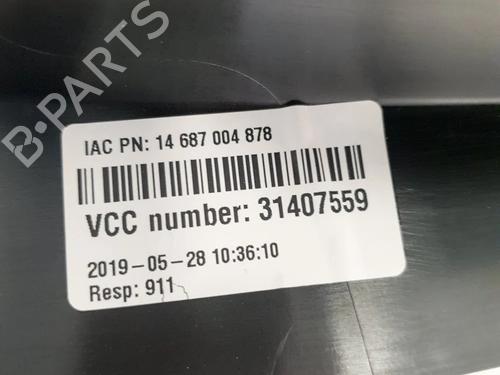 B-PARTS
IAC PN: 14 687 004 878
VCC number: 31407559
2019-05-28 10:36:10
Resp: 911